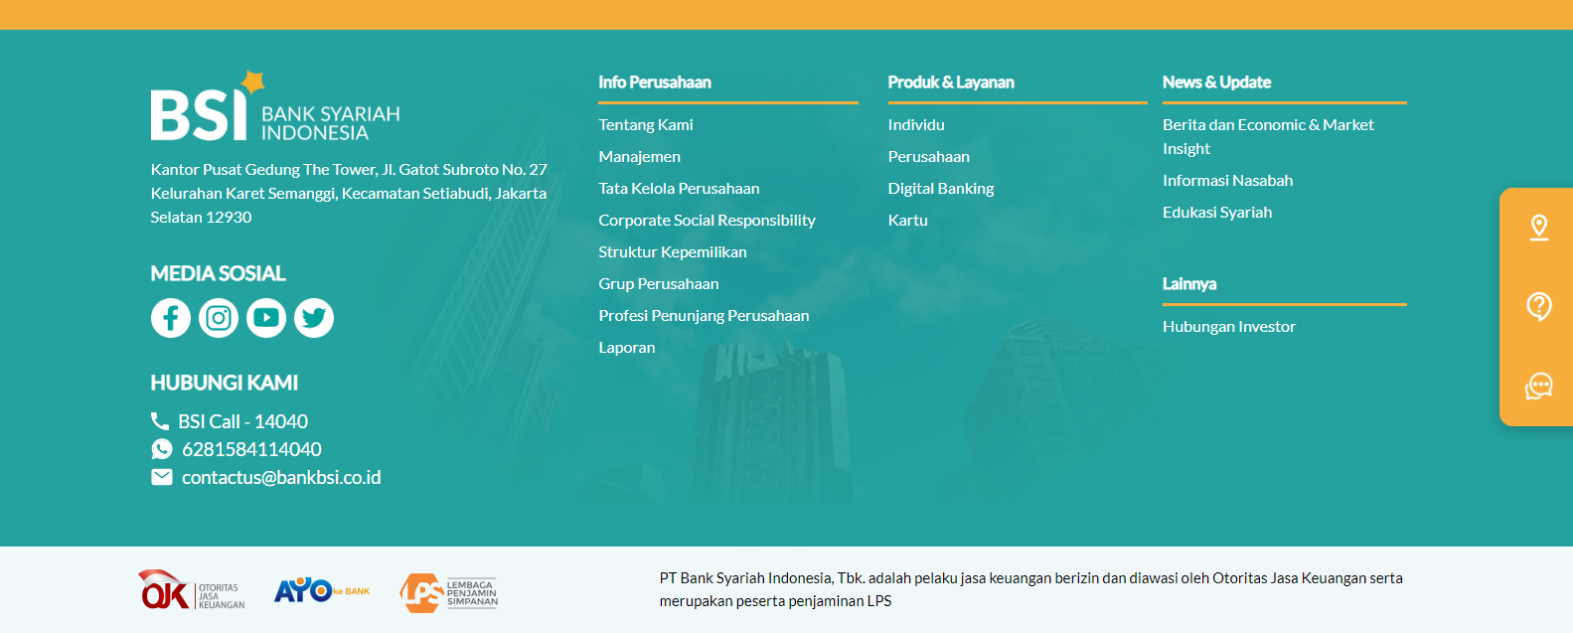 BSI BANK SYARIAH
INDONESIA
Kantor Pusat Gedung The Tower, Jl. Gatot Subroto No. 27
Kelurahan Karet Semanggi, Kecamatan Setiabudi, Jakarta
Selatan 12930
MEDIA SOSIAL
HUBUNGI KAMI
BSI Call - 14040
6281584114040
contactus@bankbsi.co.id
Info Perusahaan
Tentang Kami
Manajemen
Tata Kelola Perusahaan
Corporate Social Responsibility
Struktur Kepemilikan
Grup Perusahaan
Profesi Penunjang Perusahaan
Laporan
Produk & Layanan
Individu
Perusahaan
Digital Banking
Kartu
News & Update
Berita dan Economic & Market
Insight
Informasi Nasabah
Edukasi Syariah
Lainnya
Hubungan Investor
OJK OTORITAS
JASA
KEUANGAN
AYO ke BANK
LPS LEMBAGA
PENJAMIN
SIMPANAN
PT Bank Syariah Indonesia, Tbk. adalah pelaku jasa keuangan berizin dan diawasi oleh Otoritas Jasa Keuangan serta
merupakan peserta penjaminan LPS